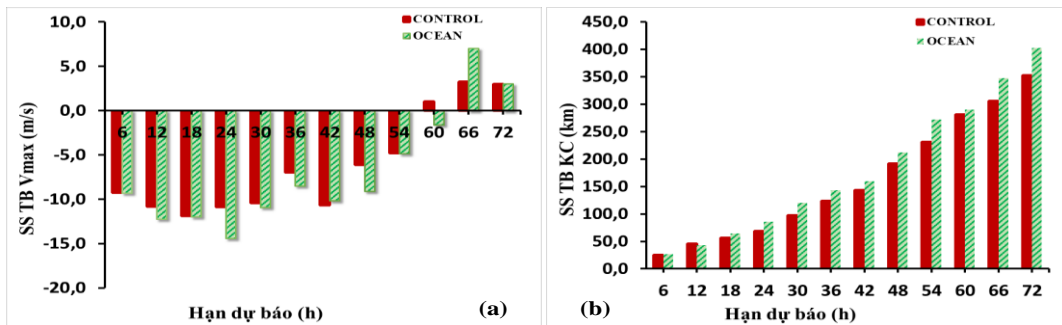 10,0
5,0
0,0
-5,0
-10,0
-15,0
-20,0
SS TB Vmax (m/s)
CONTROL
OCEAN
6 12 18 24 30 36 42 48 54 60 66 72
Hạn dự báo (h)
(a)
450,0
400,0
350,0
300,0
250,0
200,0
150,0
100,0
50,0
0,0
SS TB KC (km)
CONTROL
OCEAN
6 12 18 24 30 36 42 48 54 60 66 72
Hạn dự báo (h)
(b)